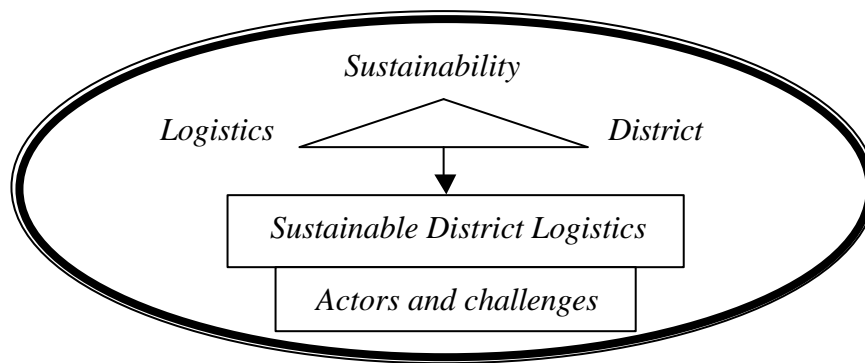 Sustainability
Logistics
District
Sustainable District Logistics
Actors and challenges